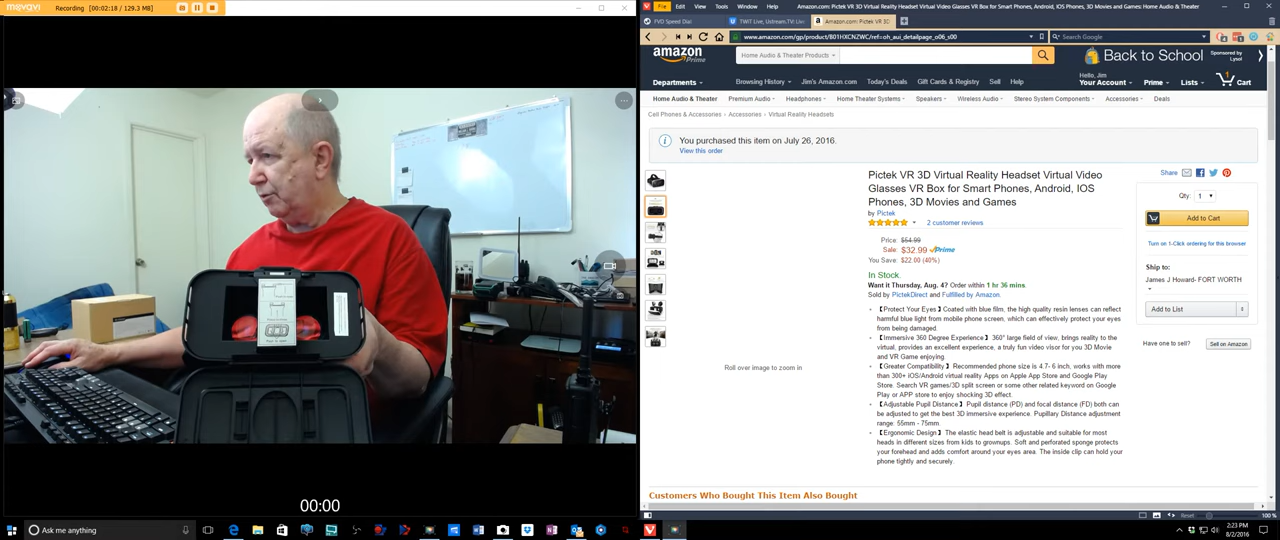 movavi Recording [00:02:18 / 129.3 MB]
00:00
File Edit View Tools Window Help Amazon.com: Pictek VR 3D Virtual Reality Headset Virtual Video Glasses VR Box for Smart Phones, Android, IOS Phones, 3D Movies and Games: Home Audio & Theater
FVD Speed Dial TWiT Live, Ustream.TV: Live Amazon.com: Pictek VR 3D
www.amazon.com/gp/product/B01HXCNZWC/ref=oh_aui_detailpage_o06_s00 Search Google
amazon Prime
Home Audio & Theater Products
Back to School Sponsored by Lysol
Departments Browsing History Jim's Amazon.com Today's Deals Gift Cards & Registry Sell Help
Hello, Jim
Your Account Prime Lists 1 Cart
Home Audio & Theater Premium Audio Headphones Home Theater Systems Speakers Wireless Audio Stereo System Components Accessories Deals
Cell Phones & Accessories › Accessories › Virtual Reality Headsets
You purchased this item on July 26, 2016.
View this order
Roll over image to zoom in
Pictek VR 3D Virtual Reality Headset Virtual Video
Glasses VR Box for Smart Phones, Android, IOS
Phones, 3D Movies and Games
by Pictek
2 customer reviews
Price: $54.99
Sale: $32.99 Prime
You Save: $22.00 (40%)
In Stock.
Want it Thursday, Aug. 4? Order within 1 hr 36 mins
Sold by PictekDirect and Fulfilled by Amazon.
【Protect Your Eyes】Coated with blue film, the high quality resin lenses can reflect
harmful blue light from mobile phone screen, which can effectively protect your eyes
from being damaged.
【Immersive 360 Degree Experience】360° large field of view, brings reality to the
virtual, provides an excellent experience, a truly fun video visor for you 3D Movie
and VR Game enjoying.
【Greater Compatibility】Recommended phone size is 4.7- 6 inch, works with more
than 300+ iOS/Android virtual reality Apps on Apple App Store and Google Play
Store. Search VR games/3D split screen or some other related keyword on Google
Play or APP store to enjoy shocking 3D effect.
【Adjustable Pupil Distance】Pupil distance (PD) and focal distance (FD) both can
be adjusted to get the best 3D immersive experience. Pupillary Distance adjustment
range: 55mm - 75mm.
【Ergonomic Design】The elastic head belt is adjustable and suitable for most
heads in different sizes from kids to grownups. Soft and perforated sponge protects
your forehead and adds comfort around your eyes area. The inside clip can hold your
phone tightly and securely.
Share
Qty: 1
Add to Cart
Turn on 1-Click ordering for this browser
Ship to:
James J Howard- FORT WORTH
Add to List
Have one to sell? Sell on Amazon
Customers Who Bought This Item Also Bought
Reset 100 %
Ask me anything
2:23 PM
8/2/2016